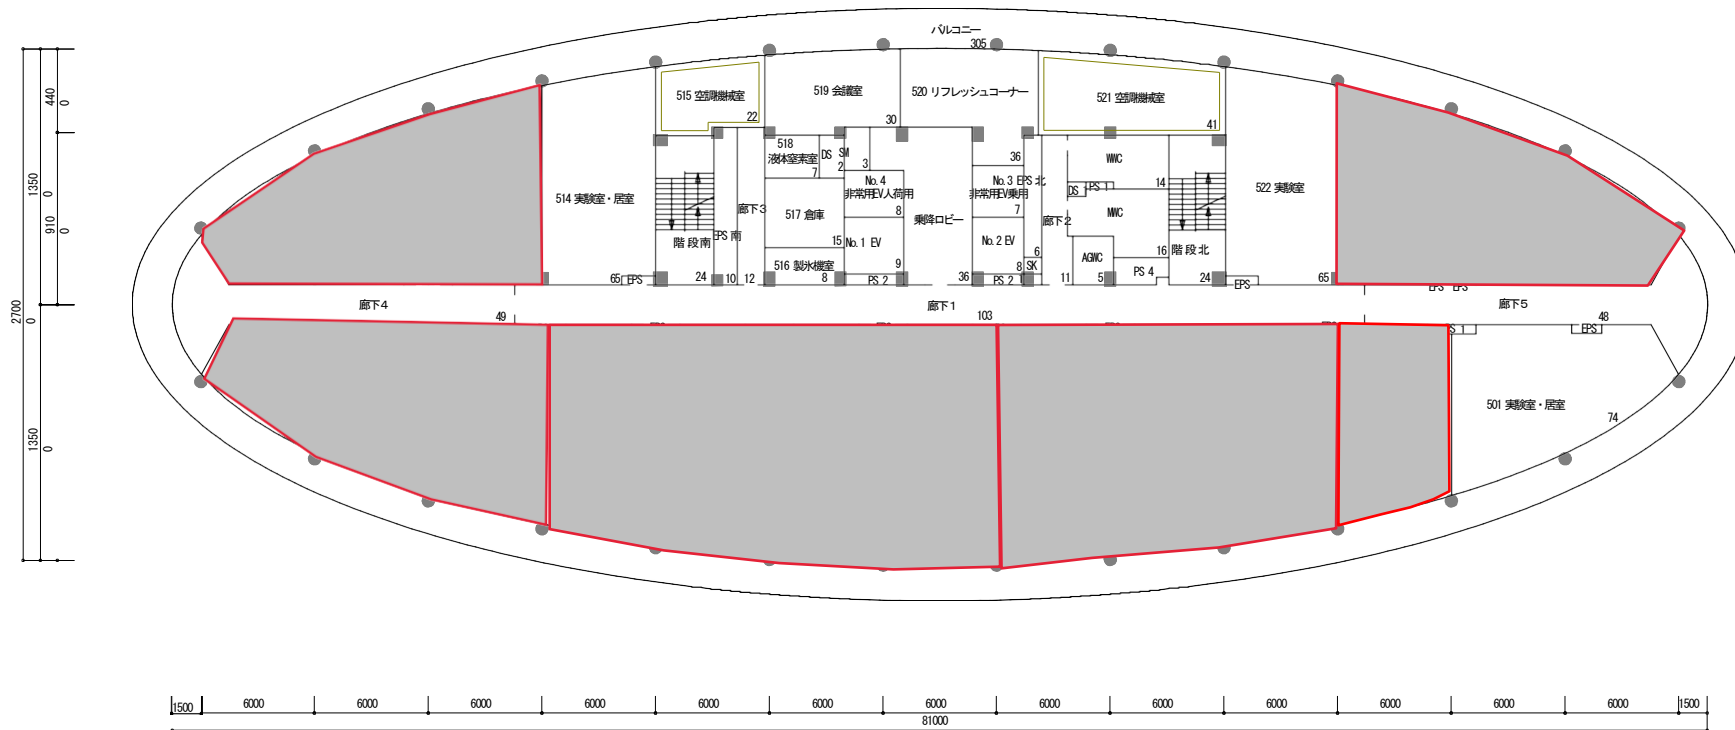 バルコニー
305
440
0
1350
0
910
0
2700
0
1350
0
515 空調機械室
22
519 会議室
30
520 リフレッシュコーナー
521 空調機械室
41
518
液体窒素室
7
DS
SM
2
3
No.4
非常用EV人荷用
8
36
No.3
EPS 北
非常用EV乗用
7
WWC
14
DS
PS 1
MWC
16
514 実験室・居室
65
EPS
階段南
24
EPS 南
10
廊下3
12
517 倉庫
15
516 製氷機室
8
No.1 EV
9
PS 2
乗降ロビー
36
No.2 EV
8
PS 2
6
SK
廊下2
11
AGWC
5
PS 4
階段北
24
EPS
522 実験室
65
EPS
EPS
廊下4
49
廊下1
103
廊下5
48
S 1
EPS
501 実験室・居室
74
1500
6000
6000
6000
6000
6000
6000
6000
6000
6000
6000
6000
6000
6000
1500
81000